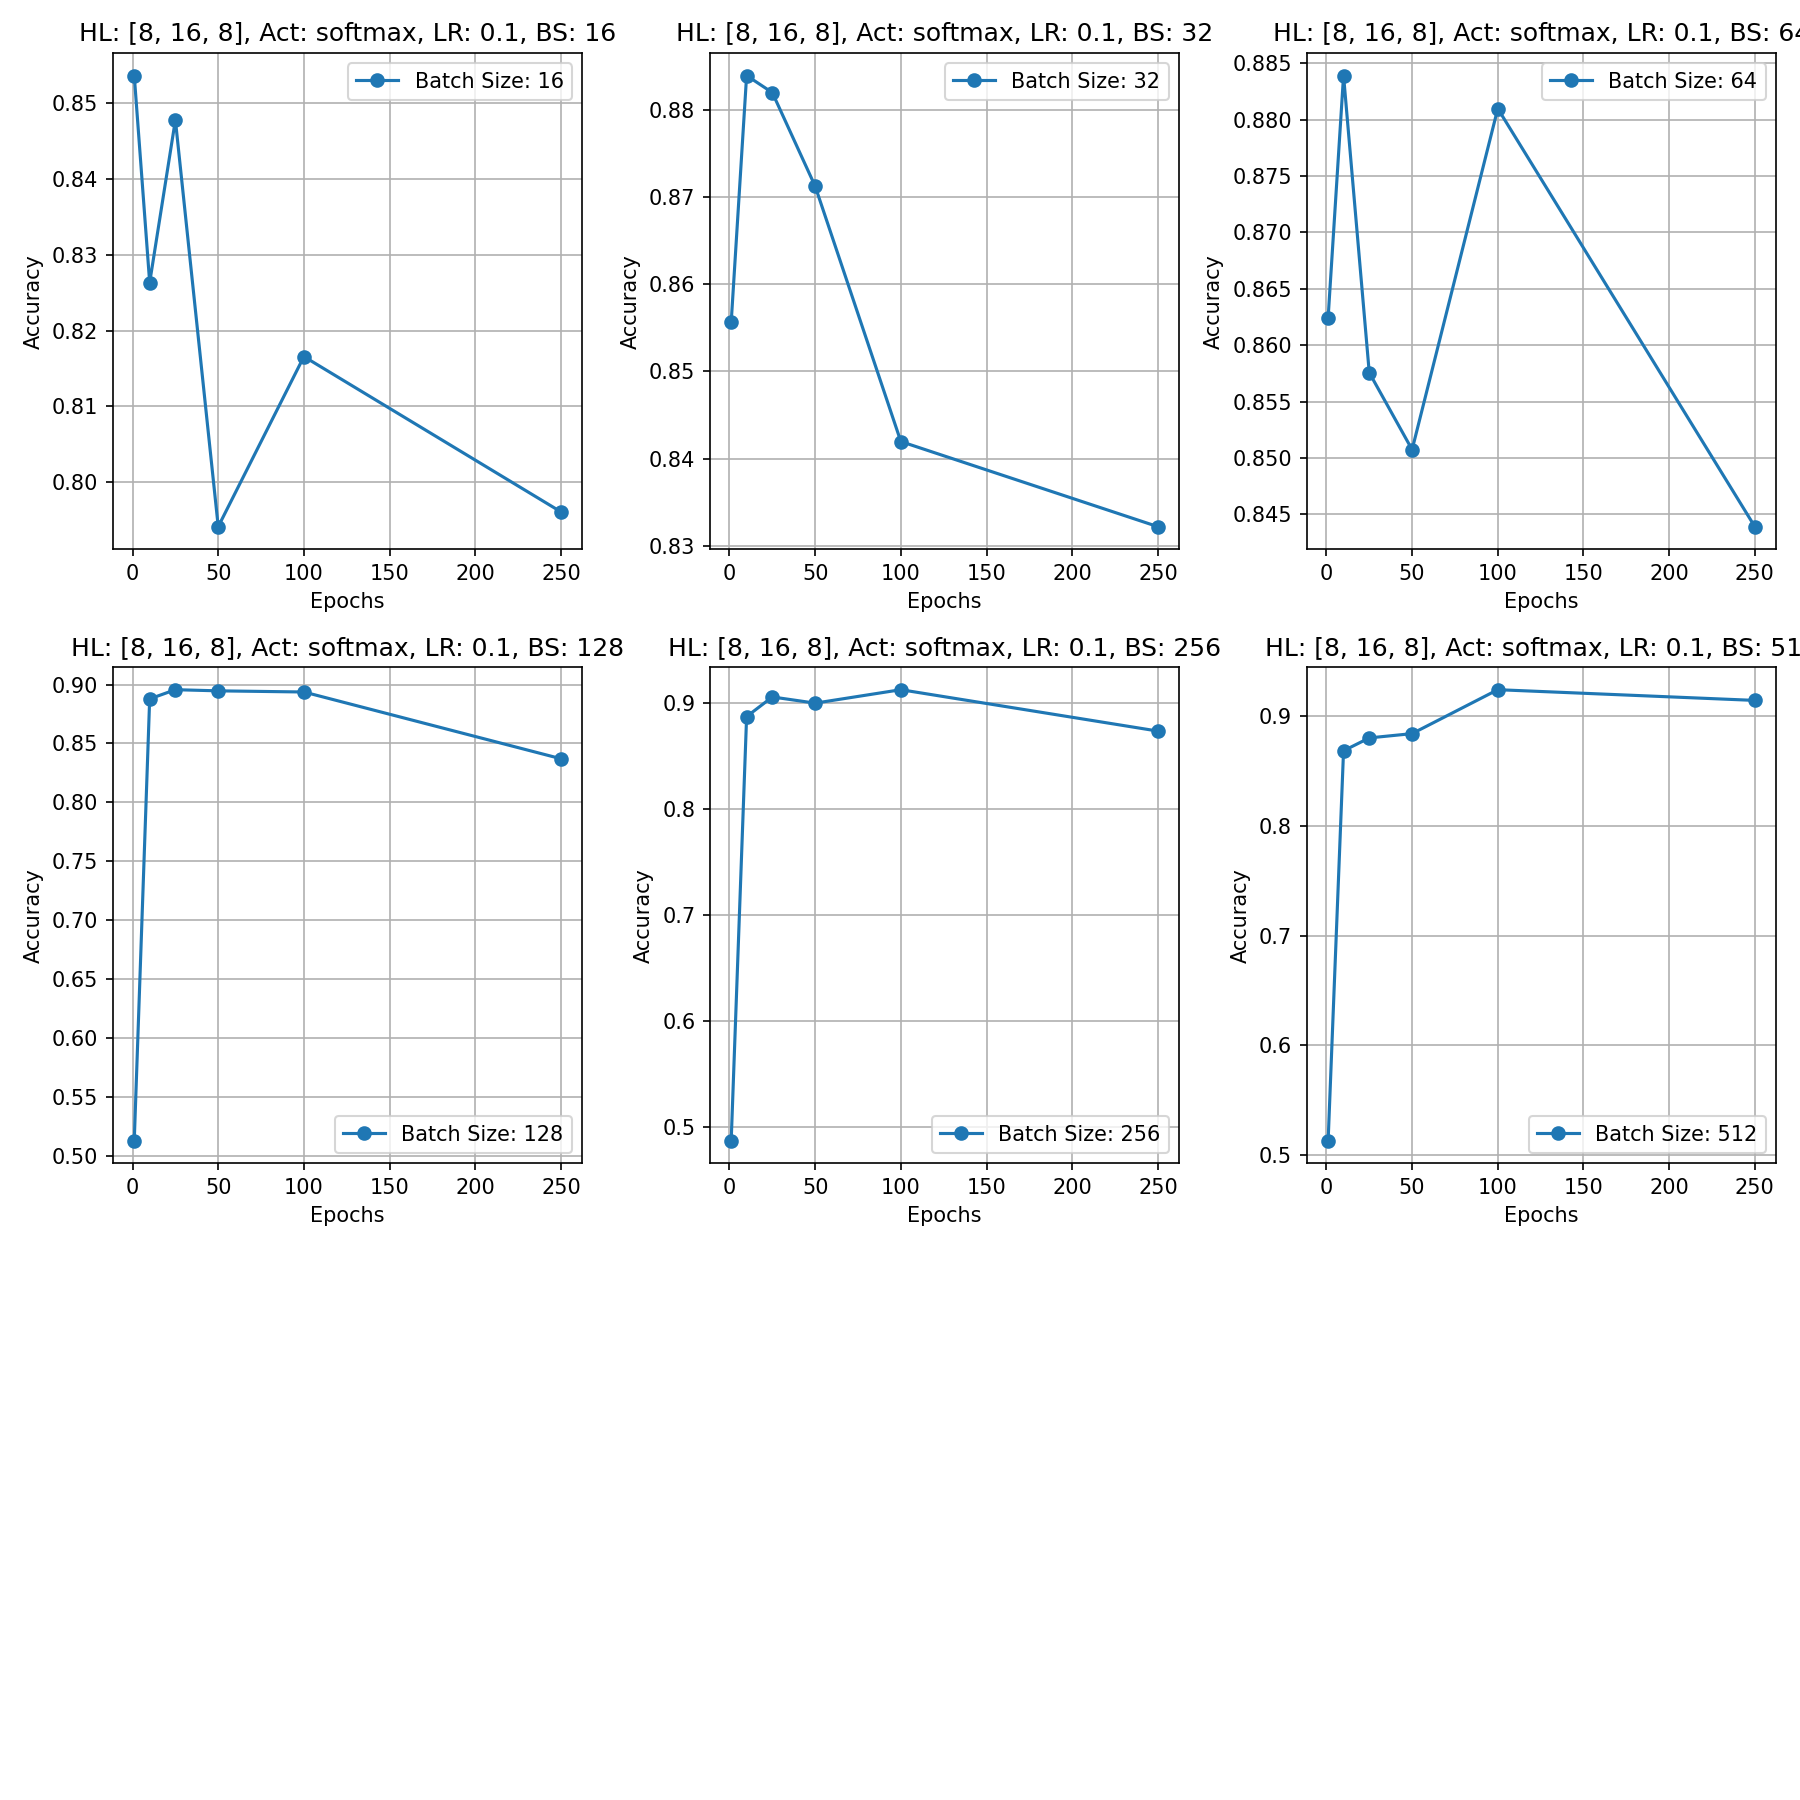 HL: [8, 16, 8], Act: softmax, LR: 0.1, BS: 16
Batch Size: 16
Accuracy
0.85
0.84
0.83
0.82
0.81
0.80
0 50 100 150 200 250
Epochs
HL: [8, 16, 8], Act: softmax, LR: 0.1, BS: 32
Batch Size: 32
Accuracy
0.88
0.87
0.86
0.85
0.84
0.83
0 50 100 150 200 250
Epochs
HL: [8, 16, 8], Act: softmax, LR: 0.1, BS: 64
Batch Size: 64
Accuracy
0.885
0.880
0.875
0.870
0.865
0.860
0.855
0.850
0.845
0 50 100 150 200 250
Epochs
HL: [8, 16, 8], Act: softmax, LR: 0.1, BS: 128
Accuracy
0.90
0.85
0.80
0.75
0.70
0.65
0.60
0.55
0.50
Batch Size: 128
0 50 100 150 200 250
Epochs
HL: [8, 16, 8], Act: softmax, LR: 0.1, BS: 256
Accuracy
0.9
0.8
0.7
0.6
0.5
Batch Size: 256
0 50 100 150 200 250
Epochs
HL: [8, 16, 8], Act: softmax, LR: 0.1, BS: 51
Accuracy
0.9
0.8
0.7
0.6
0.5
Batch Size: 512
0 50 100 150 200 250
Epochs